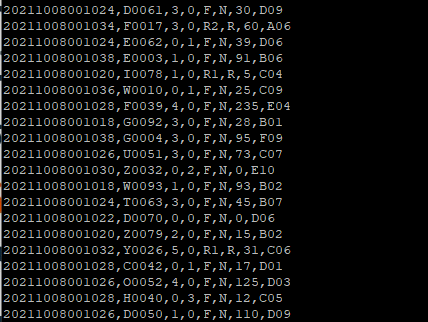 20211008001024,D0061,3,0,F,N,30,D09
20211008001034,F0017,3,0,R2,R,60,A06
20211008001024,E0062,0,1,F,N,39,D06
20211008001038,E0003,1,0,F,N,91,B06
20211008001020,I0078,1,0,R1,R,5,C04
20211008001036,W0010,0,1,F,N,25,C09
20211008001028,F0039,4,0,F,N,235,E04
20211008001018,G0092,3,0,F,N,28,B01
20211008001038,G0004,3,0,F,N,95,F09
20211008001026,U0051,3,0,F,N,73,C07
20211008001030,Z0032,0,2,F,N,0,E10
20211008001018,W0093,1,0,F,N,93,B02
20211008001024,T0063,3,0,F,N,45,B07
20211008001022,D0070,0,0,F,N,0,D06
20211008001020,Z0079,2,0,F,N,15,B02
20211008001032,Y0026,5,0,R1,R,31,C06
20211008001028,C0042,0,1,F,N,17,D01
20211008001026,O0052,4,0,F,N,125,D03
20211008001028,H0040,0,3,F,N,12,C05
20211008001026,D0050,1,0,F,N,110,D09